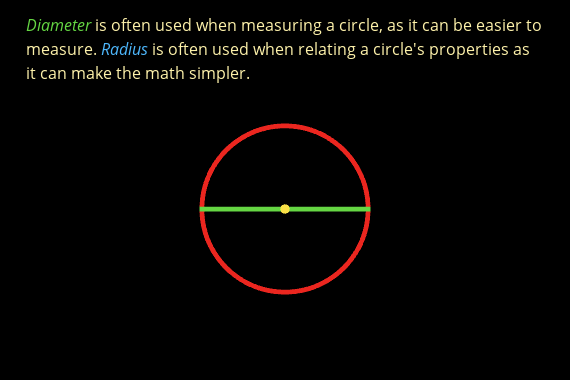 Diameter is often used when measuring a circle, as it can be easier to
measure. Radius is often used when relating a circle's properties as
it can make the math simpler.